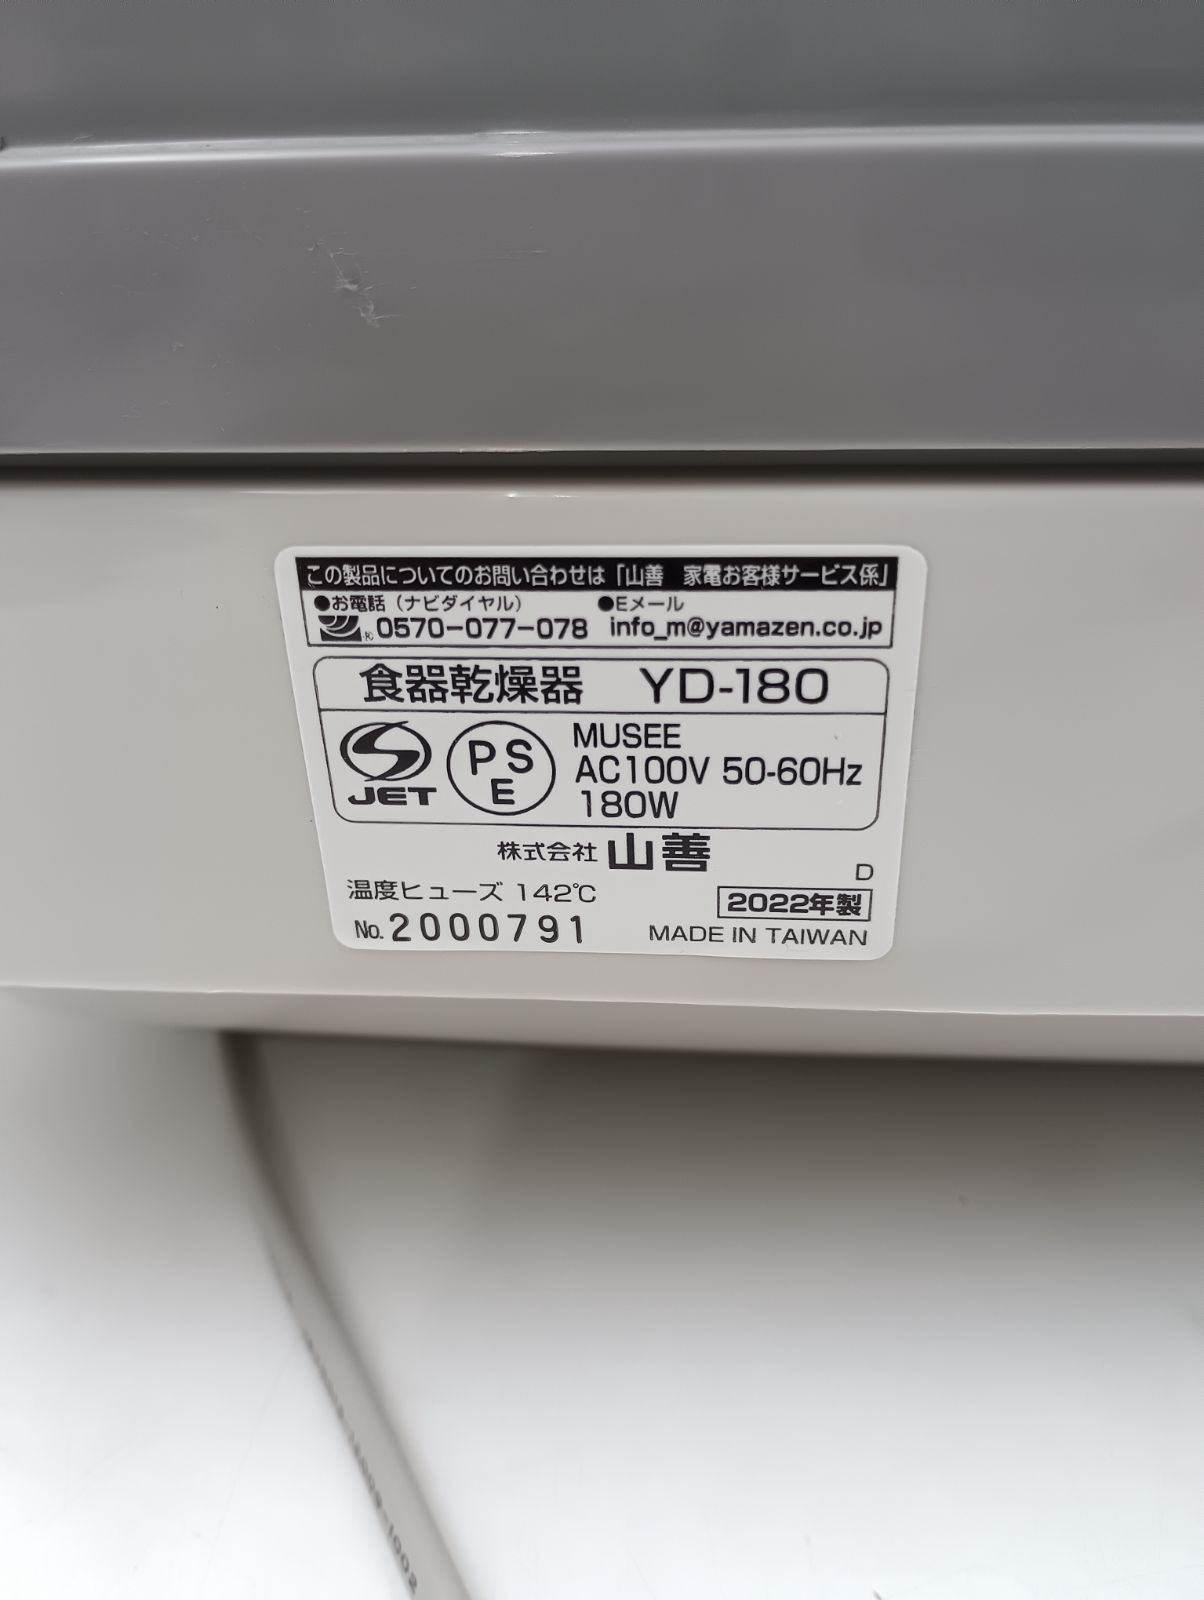 この製品についてのお問い合わせは「山善 家電お客様サービス係」
●お電話（ナビダイヤル） ●Eメール
0570-077-078 info_m@yamazen.co.jp
食器乾燥器 YD-180
JET
PS
E
MUSEE
AC100V 50-60Hz
180W
株式会社 山善
D
温度ヒューズ 142℃
2022年製
No. 2000791
MADE IN TAIWAN